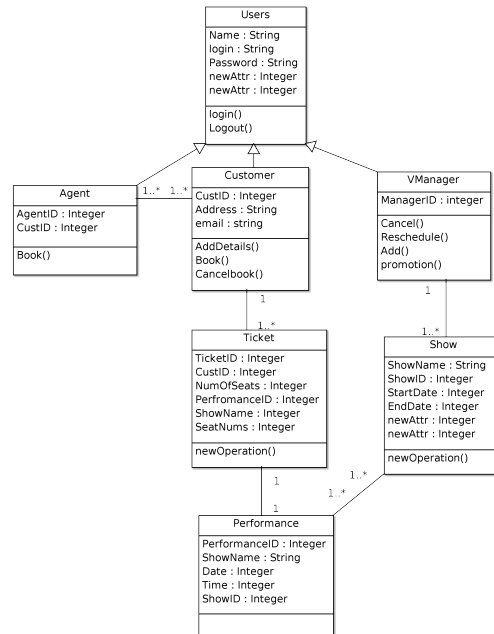 Users
Name : String
login : String
Password : String
newAttr : Integer
newAttr : Integer
login()
Logout()
Agent
AgentID : Integer
CustID : Integer
Book()
1..*
1..*
Customer
CustID : Integer
Address : String
email : string
AddDetails()
Book()
Cancelbook()
VManager
ManagerID : integer
Cancel()
Reschedule()
Add()
promotion()
1
1..*
1
1..*
Ticket
TicketID : Integer
CustID : Integer
NumOfSeats : Integer
PerfromanceID : Integer
ShowName : Integer
SeatNums : Integer
newOperation()
Show
ShowName : String
ShowID : Integer
StartDate : Integer
EndDate : Integer
newAttr : Integer
newAttr : Integer
newOperation()
1
1
1..*
1..*
Performance
PerformanceID : Integer
ShowName : String
Date : Integer
Time : Integer
ShowID : Integer